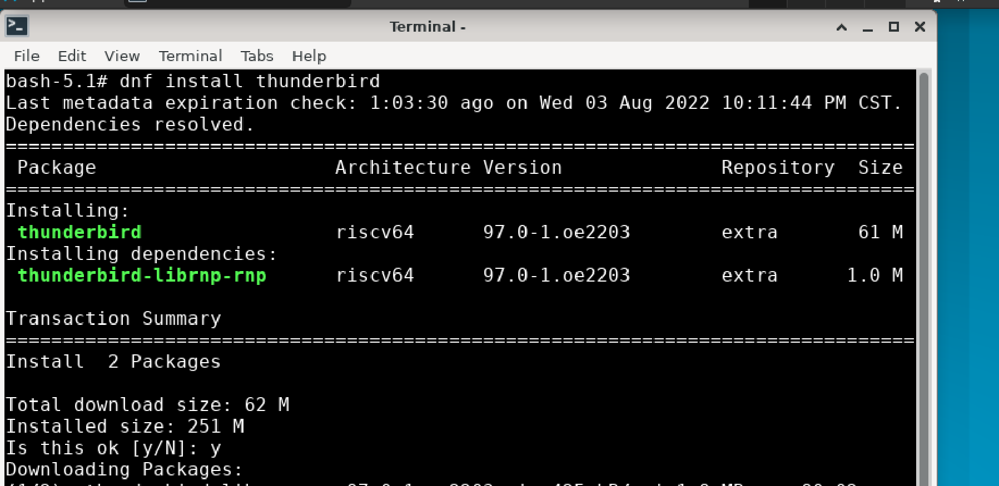 Terminal -
File Edit View Terminal Tabs Help
bash-5.1# dnf install thunderbird
Last metadata expiration check: 1:03:30 ago on Wed 03 Aug 2022 10:11:44 PM CST.
Dependencies resolved.
================================================================================
 Package                     Architecture Version              Repository  Size
================================================================================
Installing:
 thunderbird                 riscv64      97.0-1.oe2203        extra       61 M
Installing dependencies:
 thunderbird-librnp-rnp      riscv64      97.0-1.oe2203        extra      1.0 M
Transaction Summary
================================================================================
Install  2 Packages
Total download size: 62 M
Installed size: 251 M
Is this ok [y/N]: y
Downloading Packages: